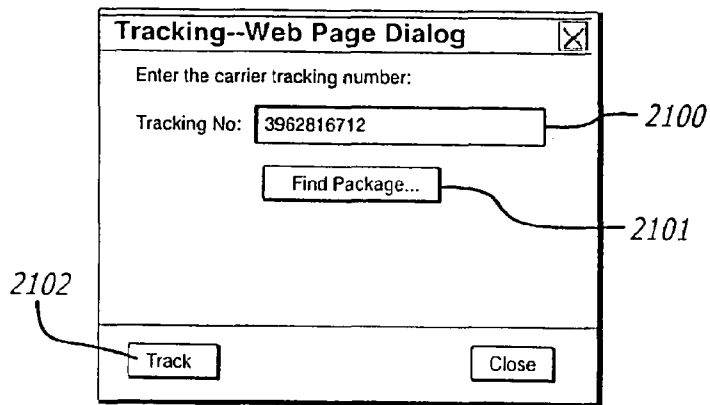 Tracking--Web Page Dialog
Enter the carrier tracking number:
Tracking No: 3962816712 2100
Find Package...
2101
2102
Track Close